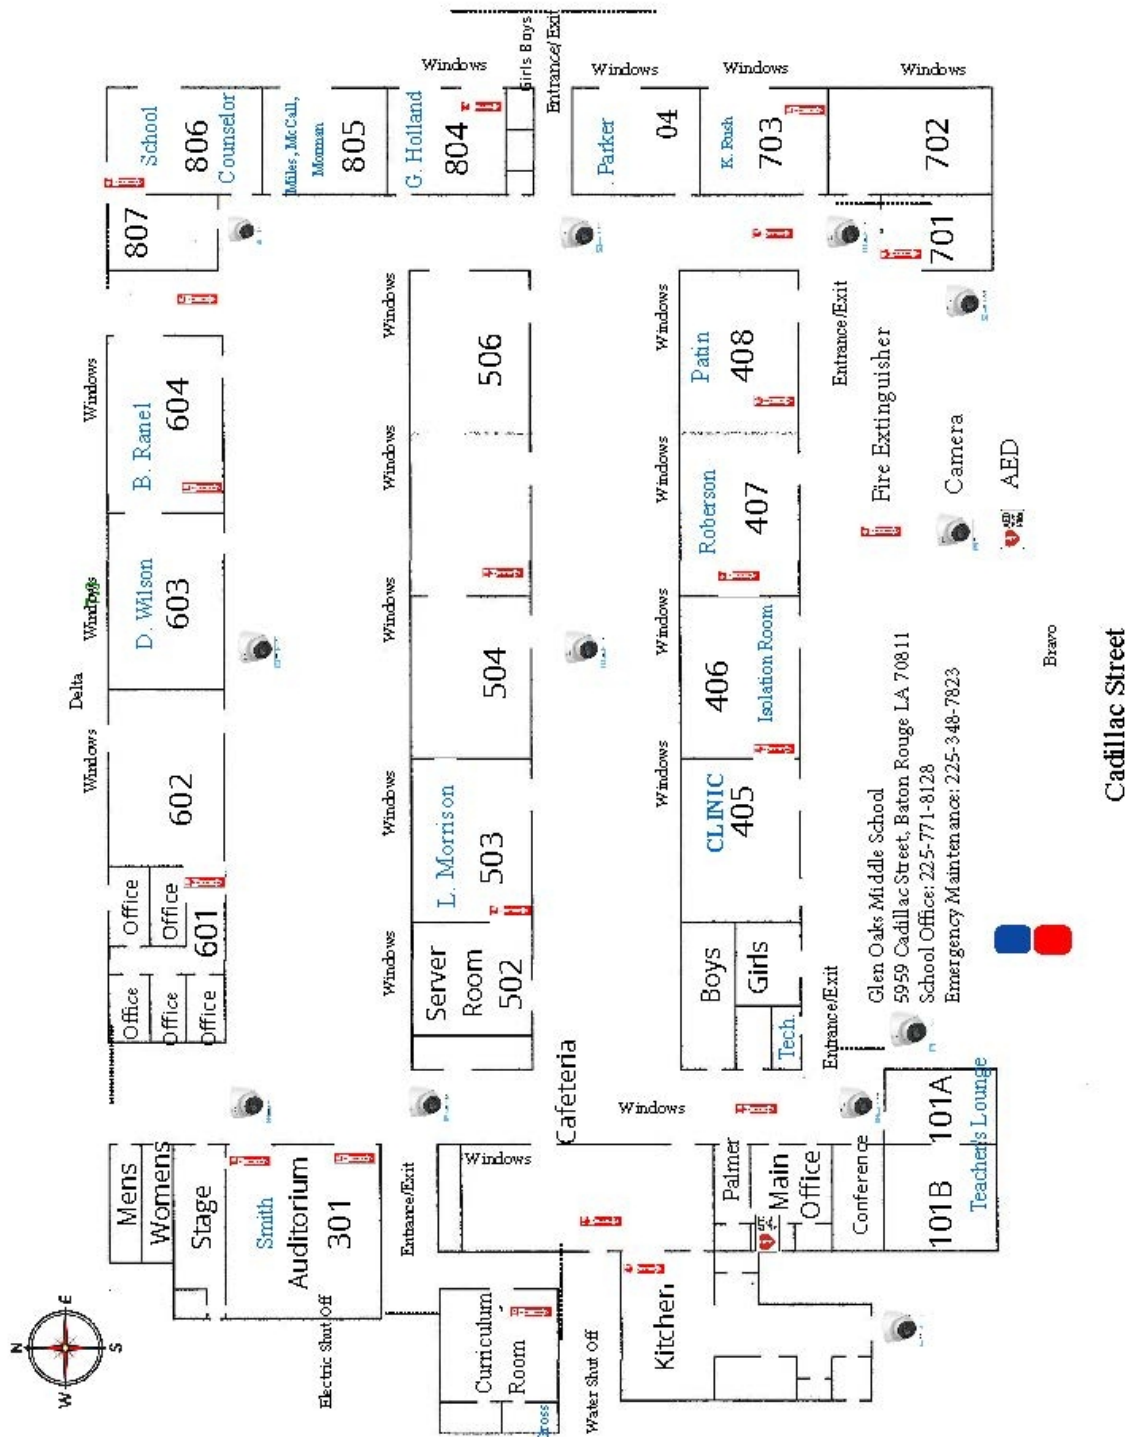 N
E
S
W
Mens
Womens
Stage
Smith
Auditorium
301
Electric Shut Off
Entrance/Exit
Curriculum
Room
Water Shut Off
Kitchen
Windows
Cafeteria
Windows
Palmer
Main
Office
Conference
101B
101A
Teacher's Lounge
Office
Office
Office
Office
Office
601
Windows
602
Delta
Windows
D. Wilson
603
Windows
B. Ranel
604
807
School
806
Counselor
Miles, McCall,
Morman
805
G. Holland
804
Windows
Girls
Boys
Entrance/Exit
Windows
Parker
04
Windows
K. Rush
703
Windows
702
701
Windows
Server
Room
502
Windows
L. Morrison
503
Windows
504
Windows
Windows
506
Boys
Girls
Tech.
Windows
CLINIC
405
Windows
406
Isolation Room
Windows
Roberson
407
Windows
Patin
408
Entrance/Exit
Entrance/Exit
Fire Extinguisher
Camera
AED
Glen Oaks Middle School
5959 Cadillac Street, Baton Rouge LA 70811
School Office: 225-771-8128
Emergency Maintenance: 225-348-7823
Bravo
Cadillac Street